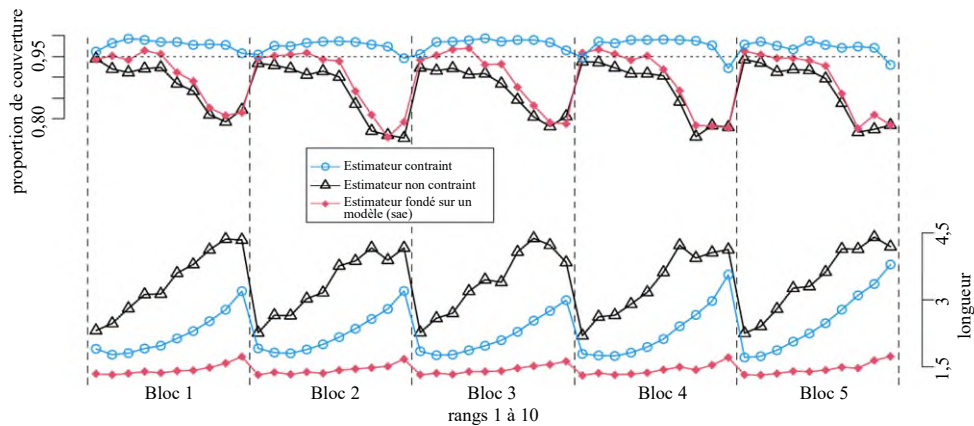 proportion de couverture
0,95
0,80
Estimateur contraint
Estimateur non contraint
Estimateur fondé sur un
modèle (sae)
4,5
3
1,5
longueur
Bloc 1
Bloc 2
Bloc 3
Bloc 4
Bloc 5
rangs 1 à 10